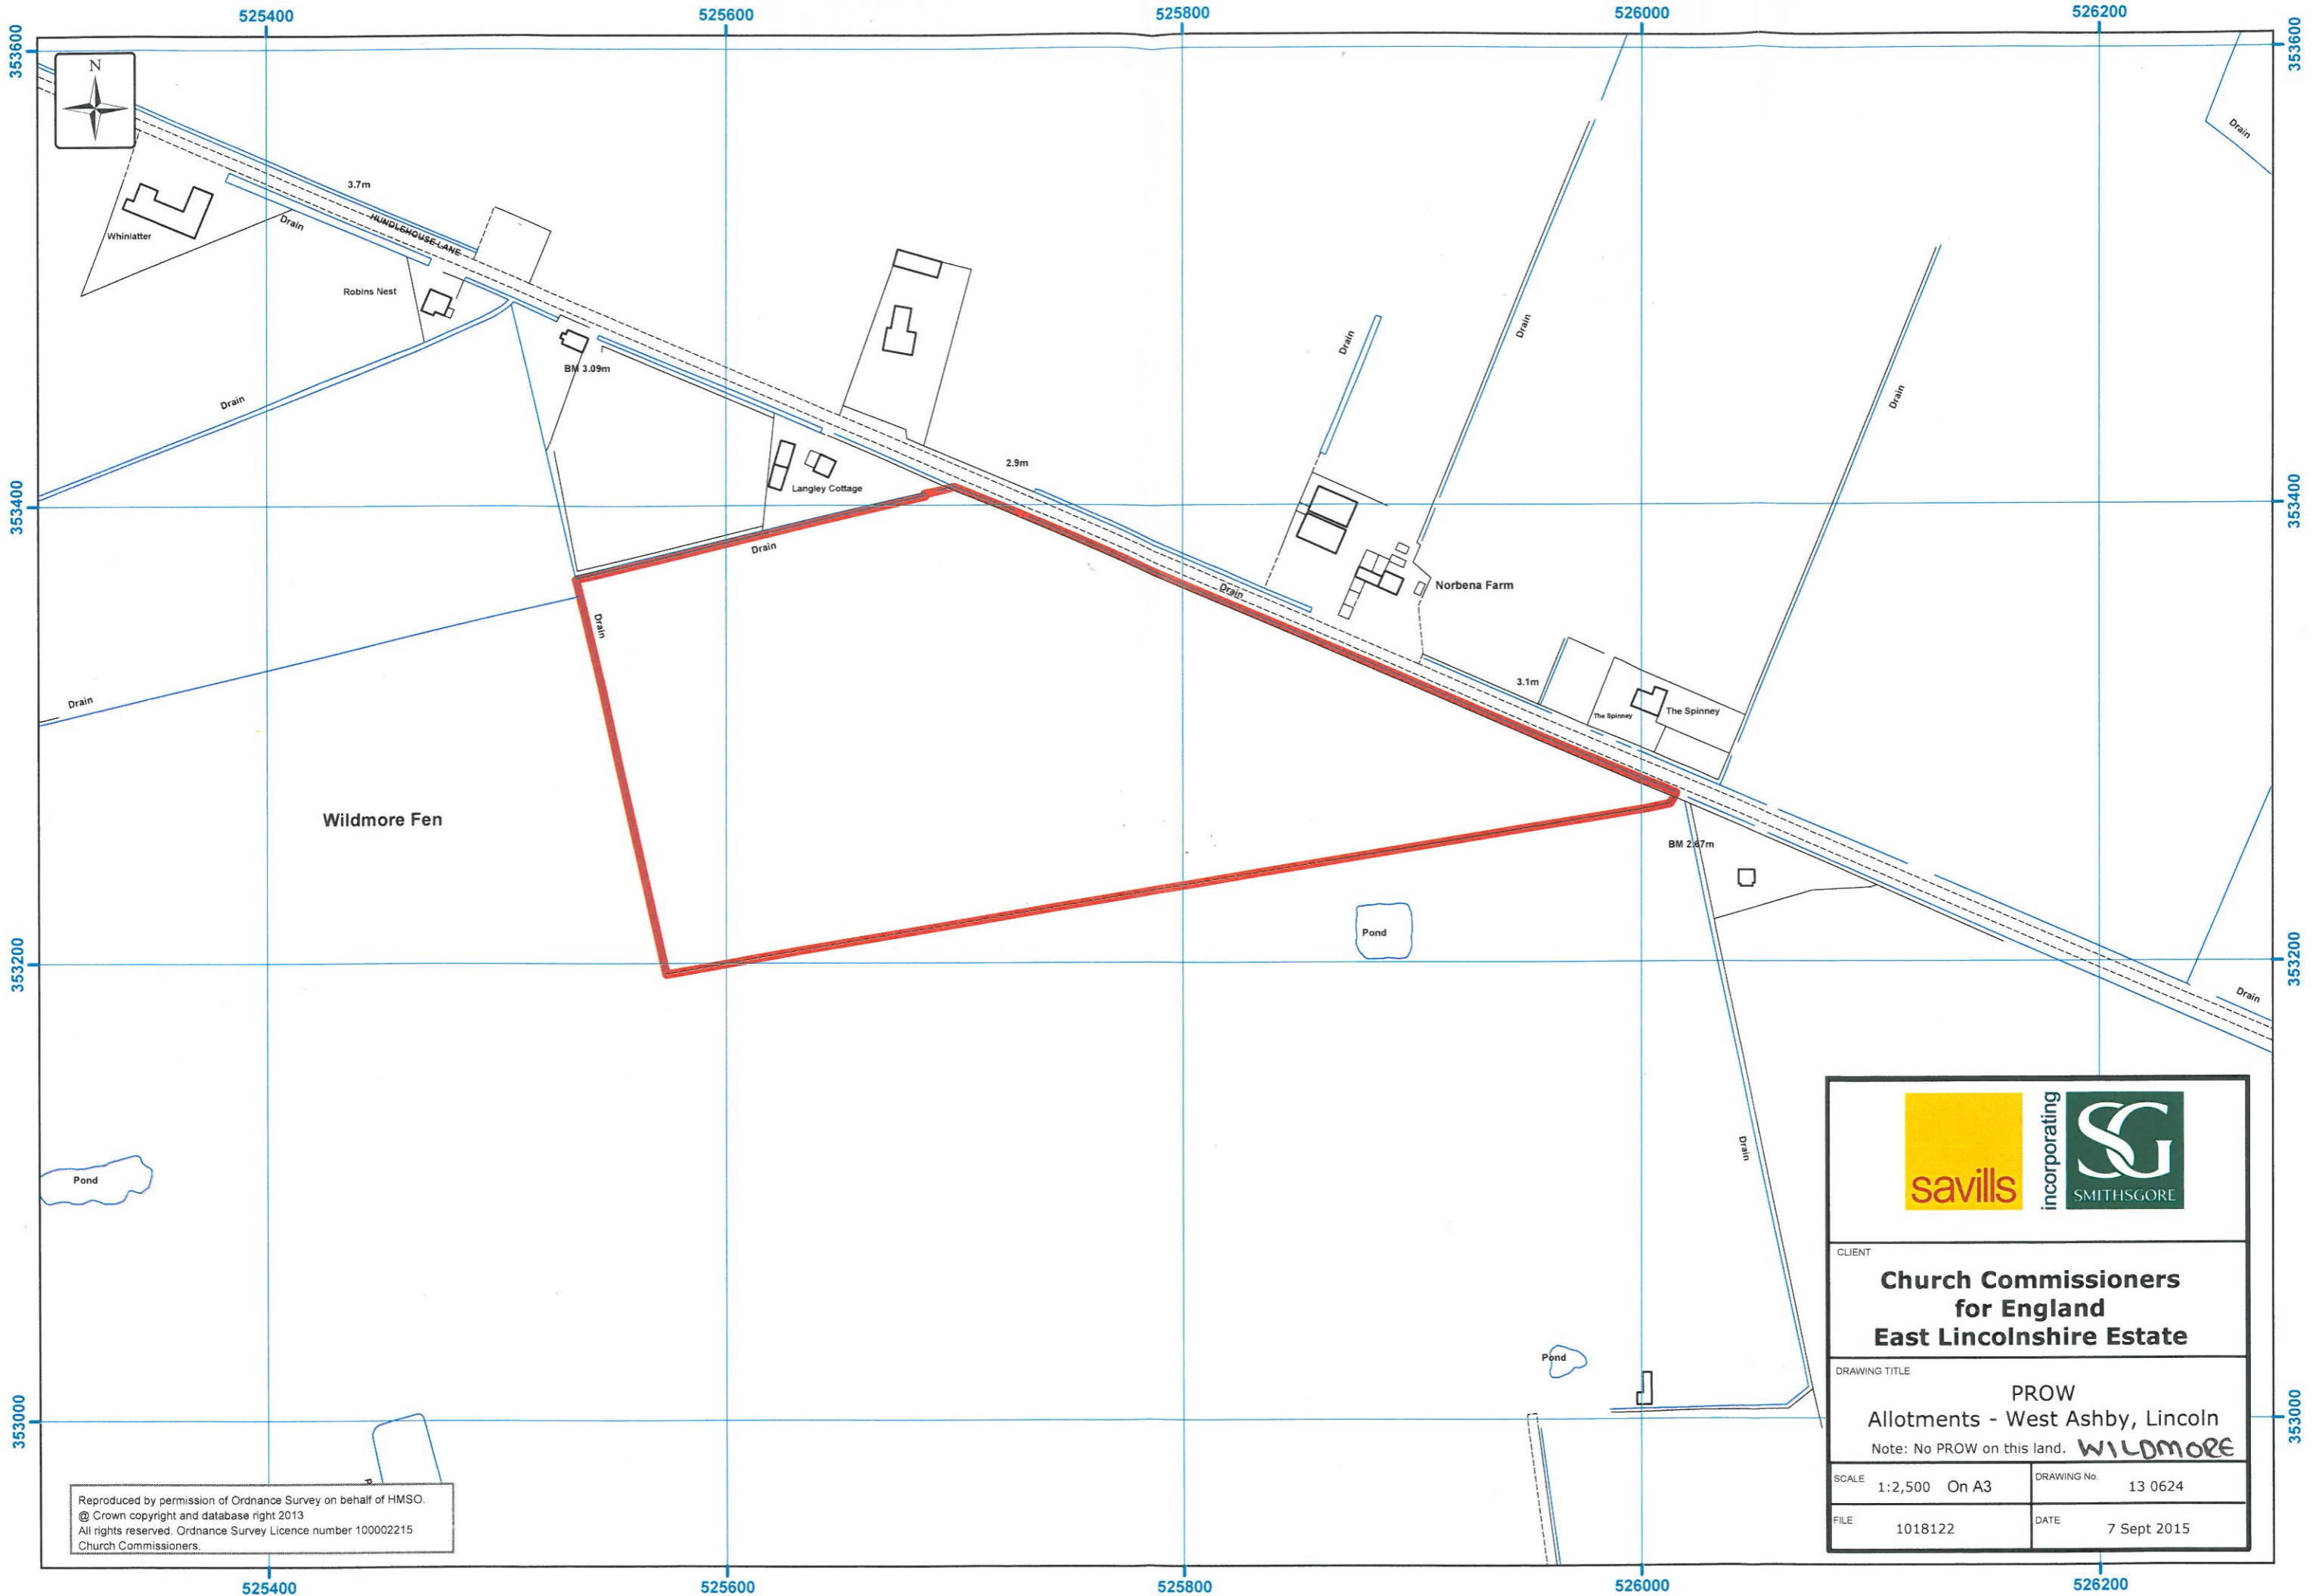 525400
525600
525800
526000
526200
353600
353600
N
Drain
3.7m
HUNDLEHOUSE LANE
Drain
Whinlatter
Robins Nest
Drain
Drain
BM 3.09m
Drain
Drain
2.9m
Langley Cottage
353400
353400
Drain
Norbena Farm
Drain
Drain
3.1m
The Spinney
The Spinney
Drain
Wildmore Fen
BM 2.67m
Pond
353200
353200
Drain
Drain
Pond
Pond
353000
353000
savills
incorporating
SG
SMITHSGORE
CLIENT
Church Commissioners
for England
East Lincolnshire Estate
DRAWING TITLE
PROW
Allotments - West Ashby, Lincoln
Note: No PROW on this land. WILDMORE
SCALE 1:2,500 On A3
DRAWING No. 13 0624
FILE 1018122
DATE 7 Sept 2015
Reproduced by permission of Ordnance Survey on behalf of HMSO.
@ Crown copyright and database right 2013
All rights reserved. Ordnance Survey Licence number 100002215
Church Commissioners.
525400
525600
525800
526000
526200